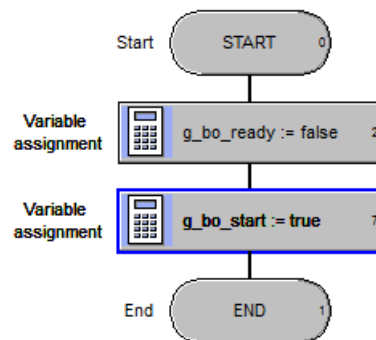 Start START 0
Variable
assignment
g_bo_ready := false 2
Variable
assignment
g_bo_start := true 7
End END 1